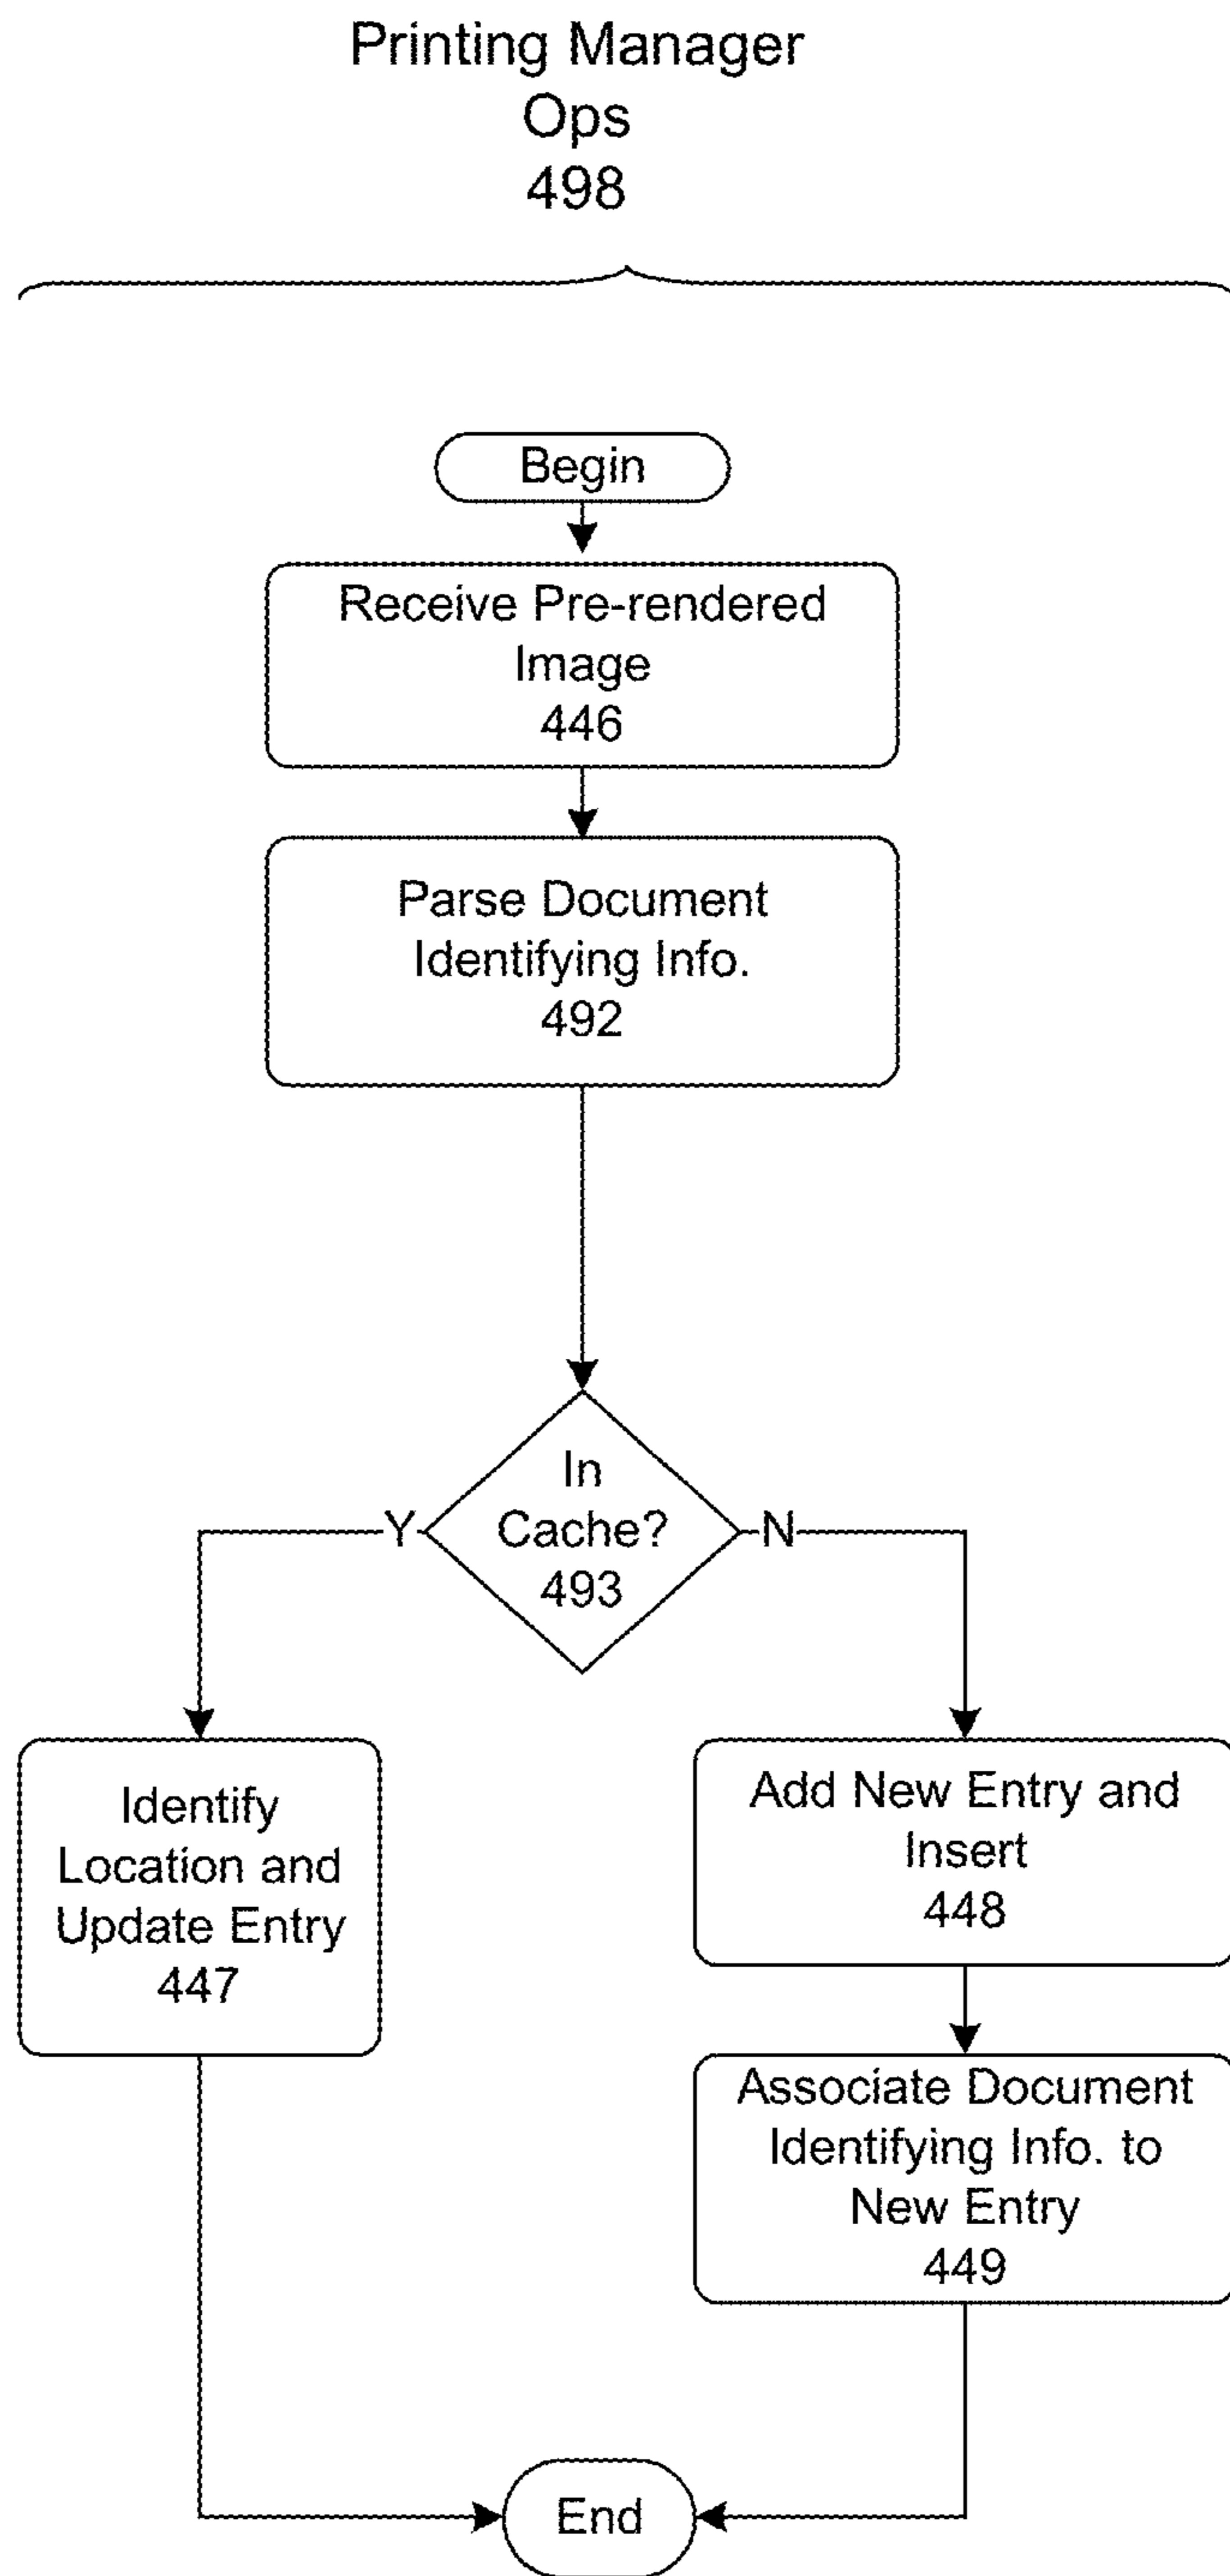 Printing Manager
Ops
498
Begin
Receive Pre-rendered
Image
446
Parse Document
Identifying Info.
492
In
Cache?
493
Y
N
Identify
Location and
Update Entry
447
Add New Entry and
Insert
448
Associate Document
Identifying Info. to
New Entry
449
End